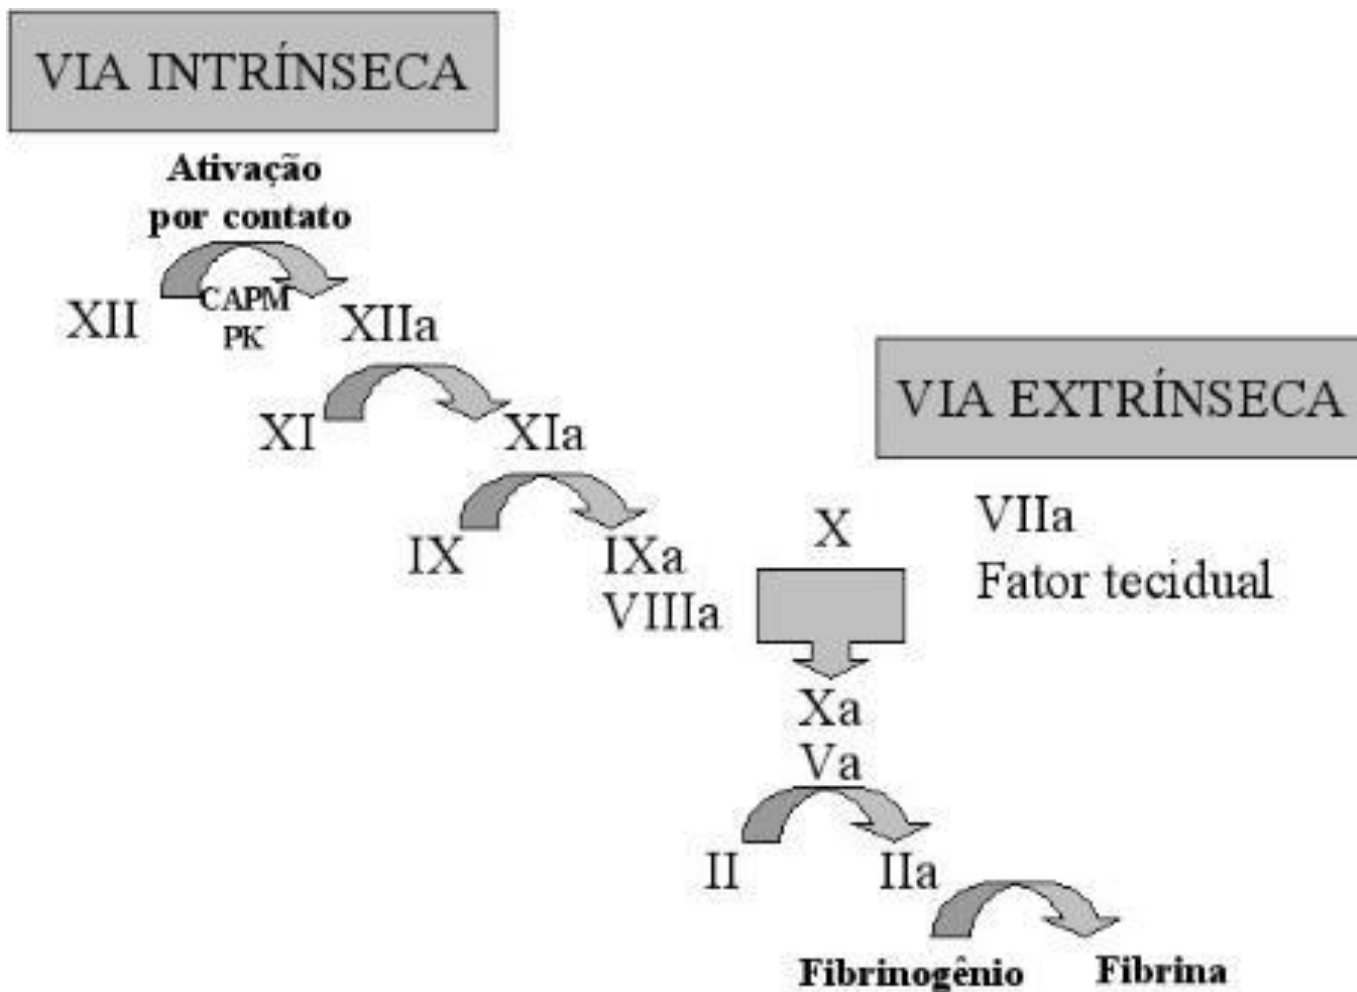 VIA INTRÍNSECA
Ativação
por contato
XII
CAPM
PK
XIIa
XI
XIa
VIA EXTRÍNSECA
IX
IXa
VIIIa
X
VIIa
Fator tecidual
Xa
Va
II
IIa
Fibrinogênio
Fibrina